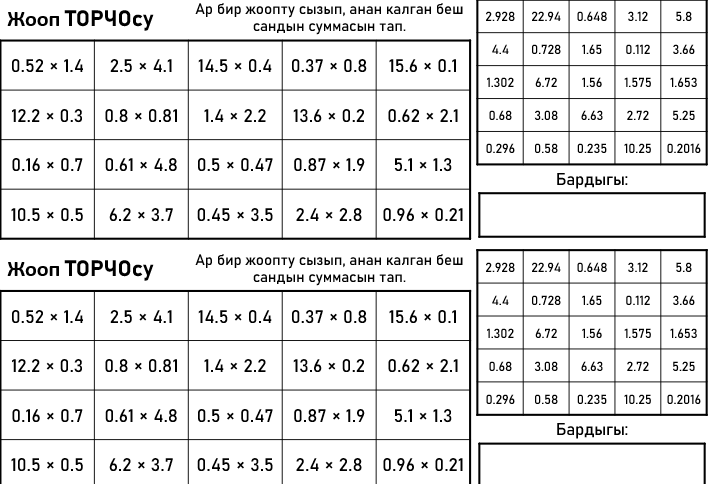 Жооп ТОРЧОсу
Ар бир жоопту сызып, анан калган беш
сандын суммасын тап.
0.52 × 1.4 2.5 × 4.1 14.5 × 0.4 0.37 × 0.8 15.6 × 0.1
12.2 × 0.3 0.8 × 0.81 1.4 × 2.2 13.6 × 0.2 0.62 × 2.1
0.16 × 0.7 0.61 × 4.8 0.5 × 0.47 0.87 × 1.9 5.1 × 1.3
10.5 × 0.5 6.2 × 3.7 0.45 × 3.5 2.4 × 2.8 0.96 × 0.21
2.928 22.94 0.648 3.12 5.8
4.4 0.728 1.65 0.112 3.66
1.302 6.72 1.56 1.575 1.653
0.68 3.08 6.63 2.72 5.25
0.296 0.58 0.235 10.25 0.2016
Бардыгы:
Жооп ТОРЧОсу
Ар бир жоопту сызып, анан калган беш
сандын суммасын тап.
0.52 × 1.4 2.5 × 4.1 14.5 × 0.4 0.37 × 0.8 15.6 × 0.1
12.2 × 0.3 0.8 × 0.81 1.4 × 2.2 13.6 × 0.2 0.62 × 2.1
0.16 × 0.7 0.61 × 4.8 0.5 × 0.47 0.87 × 1.9 5.1 × 1.3
10.5 × 0.5 6.2 × 3.7 0.45 × 3.5 2.4 × 2.8 0.96 × 0.21
2.928 22.94 0.648 3.12 5.8
4.4 0.728 1.65 0.112 3.66
1.302 6.72 1.56 1.575 1.653
0.68 3.08 6.63 2.72 5.25
0.296 0.58 0.235 10.25 0.2016
Бардыгы: